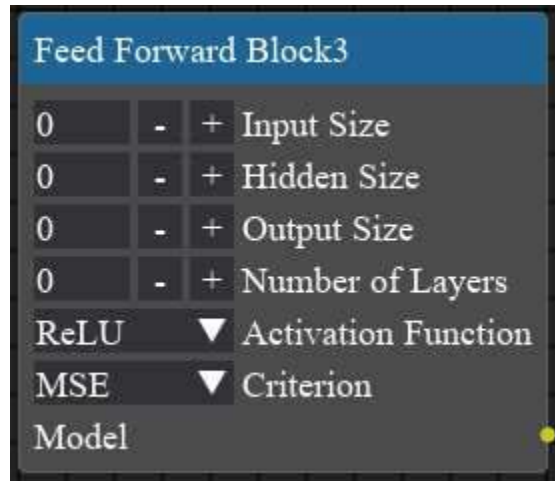 Feed Forward Block3
0 - + Input Size
0 - + Hidden Size
0 - + Output Size
0 - + Number of Layers
ReLU ▼ Activation Function
MSE ▼ Criterion
Model